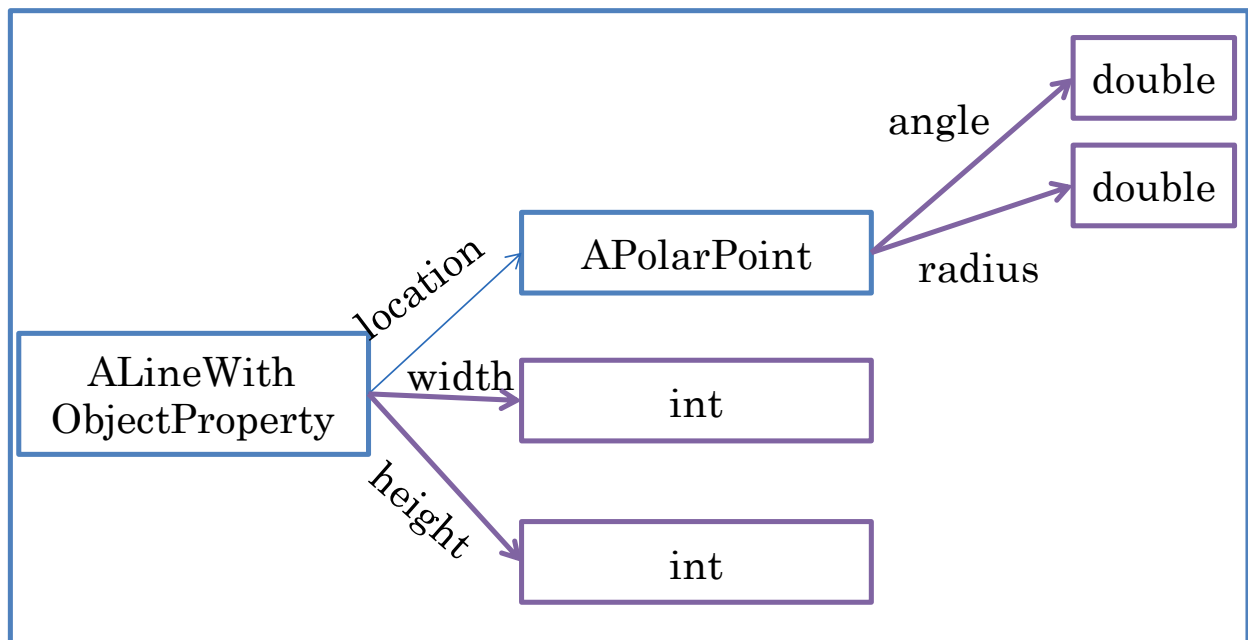 double
angle
double
APolarPoint
radius
location
ALineWith
ObjectProperty
width
int
height
int